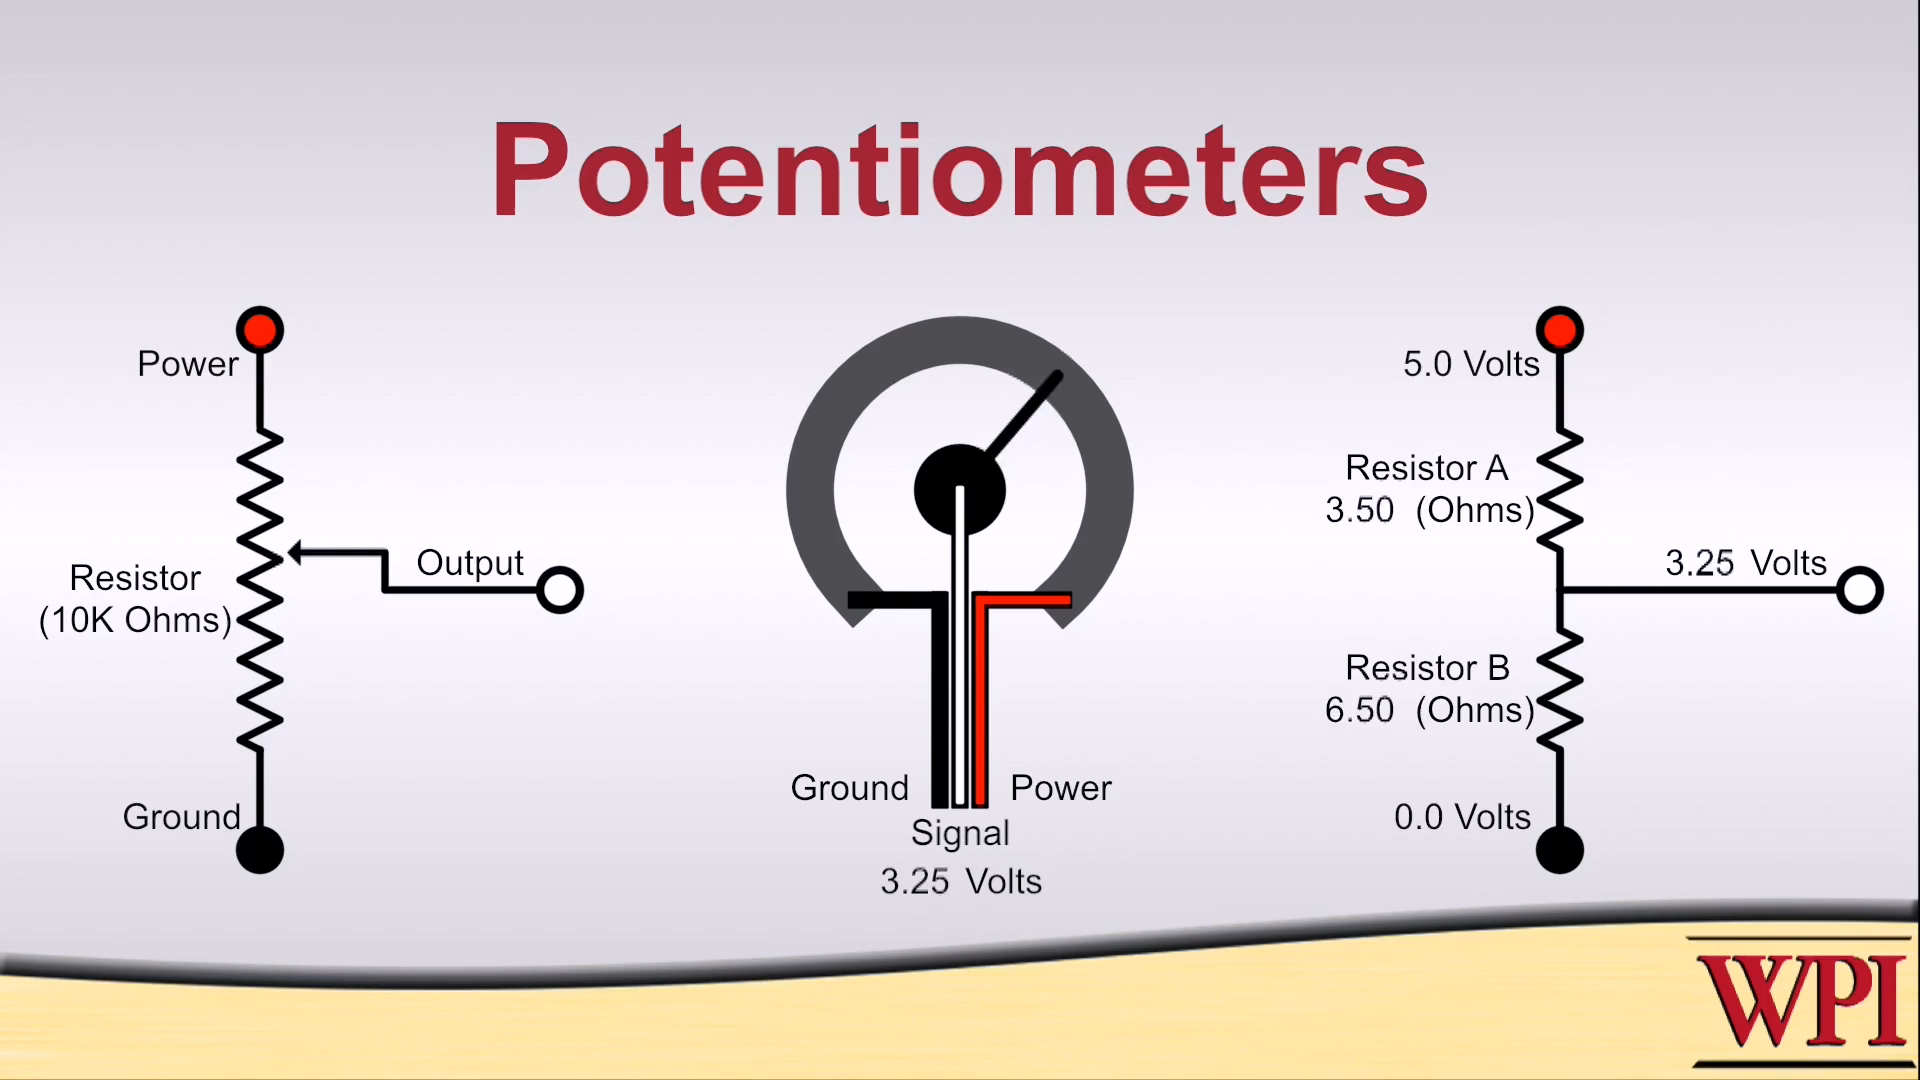 Potentiometers
Power
Resistor
(10K Ohms)
Output
Ground
Ground
Power
Signal
3.25 Volts
5.0 Volts
Resistor A
3.50 (Ohms)
3.25 Volts
Resistor B
6.50 (Ohms)
0.0 Volts
WPI